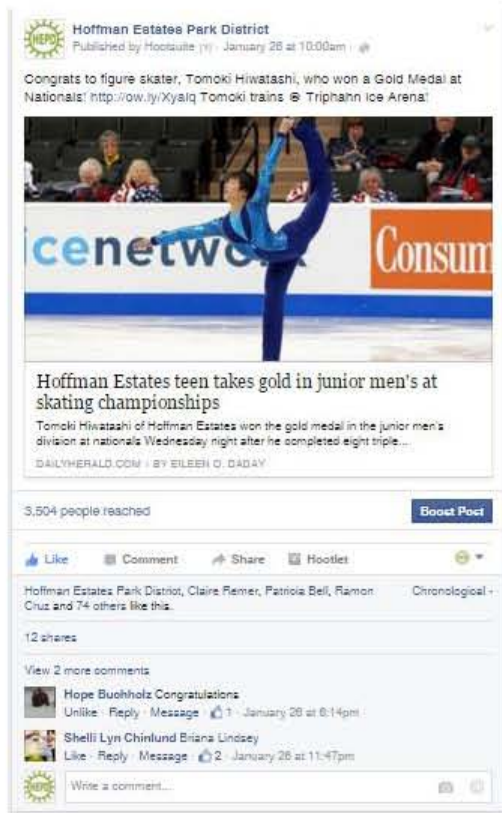 Hoffman Estates Park District
Published by Hootsuite [?] · January 26 at 10:00am ·
Congrats to figure skater, Tomoki Hiwatashi, who won a Gold Medal at
Nationals! http://ow.ly/Xyalq Tomoki trains @ Triphahn Ice Arena!
icenetwo
Consum
Hoffman Estates teen takes gold in junior men's at
skating championships
Tomoki Hiwatashi of Hoffman Estates won the gold medal in the junior men's
division at nationals Wednesday night after he completed eight triple...
DAILYHERALD.COM | BY EILEEN O. DADAY
3,504 people reached
Boost Post
Like Comment Share Hootlet
Hoffman Estates Park District, Claire Remer, Patricia Bell, Ramon
Cruz and 74 others like this.
Chronological
12 shares
View 2 more comments
Hope Buchholz Congratulations
Unlike · Reply · Message · 1 · January 26 at 6:14pm
Shelli Lyn Chinlund Briana Lindsey
Like · Reply · Message · 2 · January 26 at 11:47pm
HEPD
Write a comment...